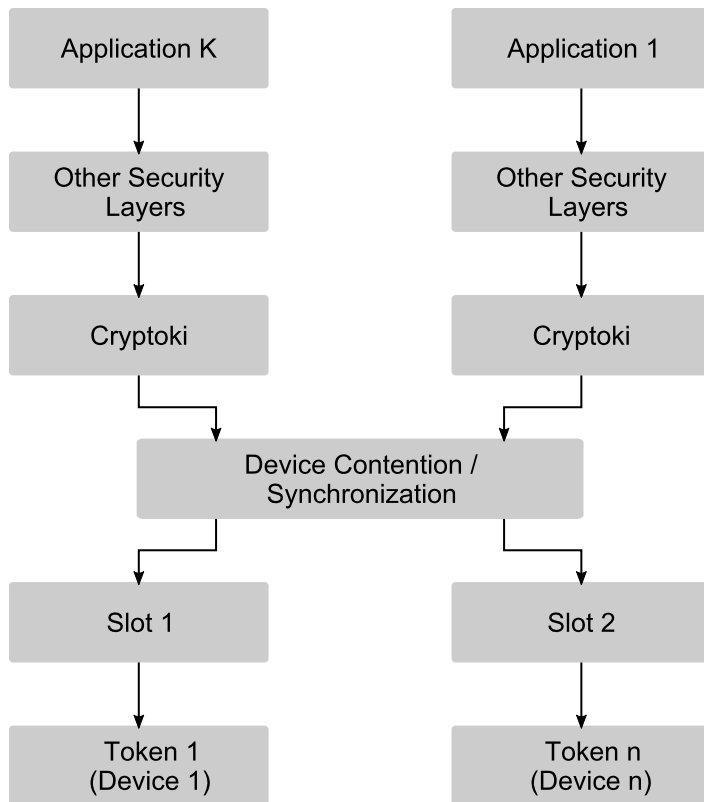 Application K
Application 1
Other Security
Layers
Other Security
Layers
Cryptoki
Cryptoki
Device Contention /
Synchronization
Slot 1
Slot 2
Token 1
(Device 1)
Token n
(Device n)